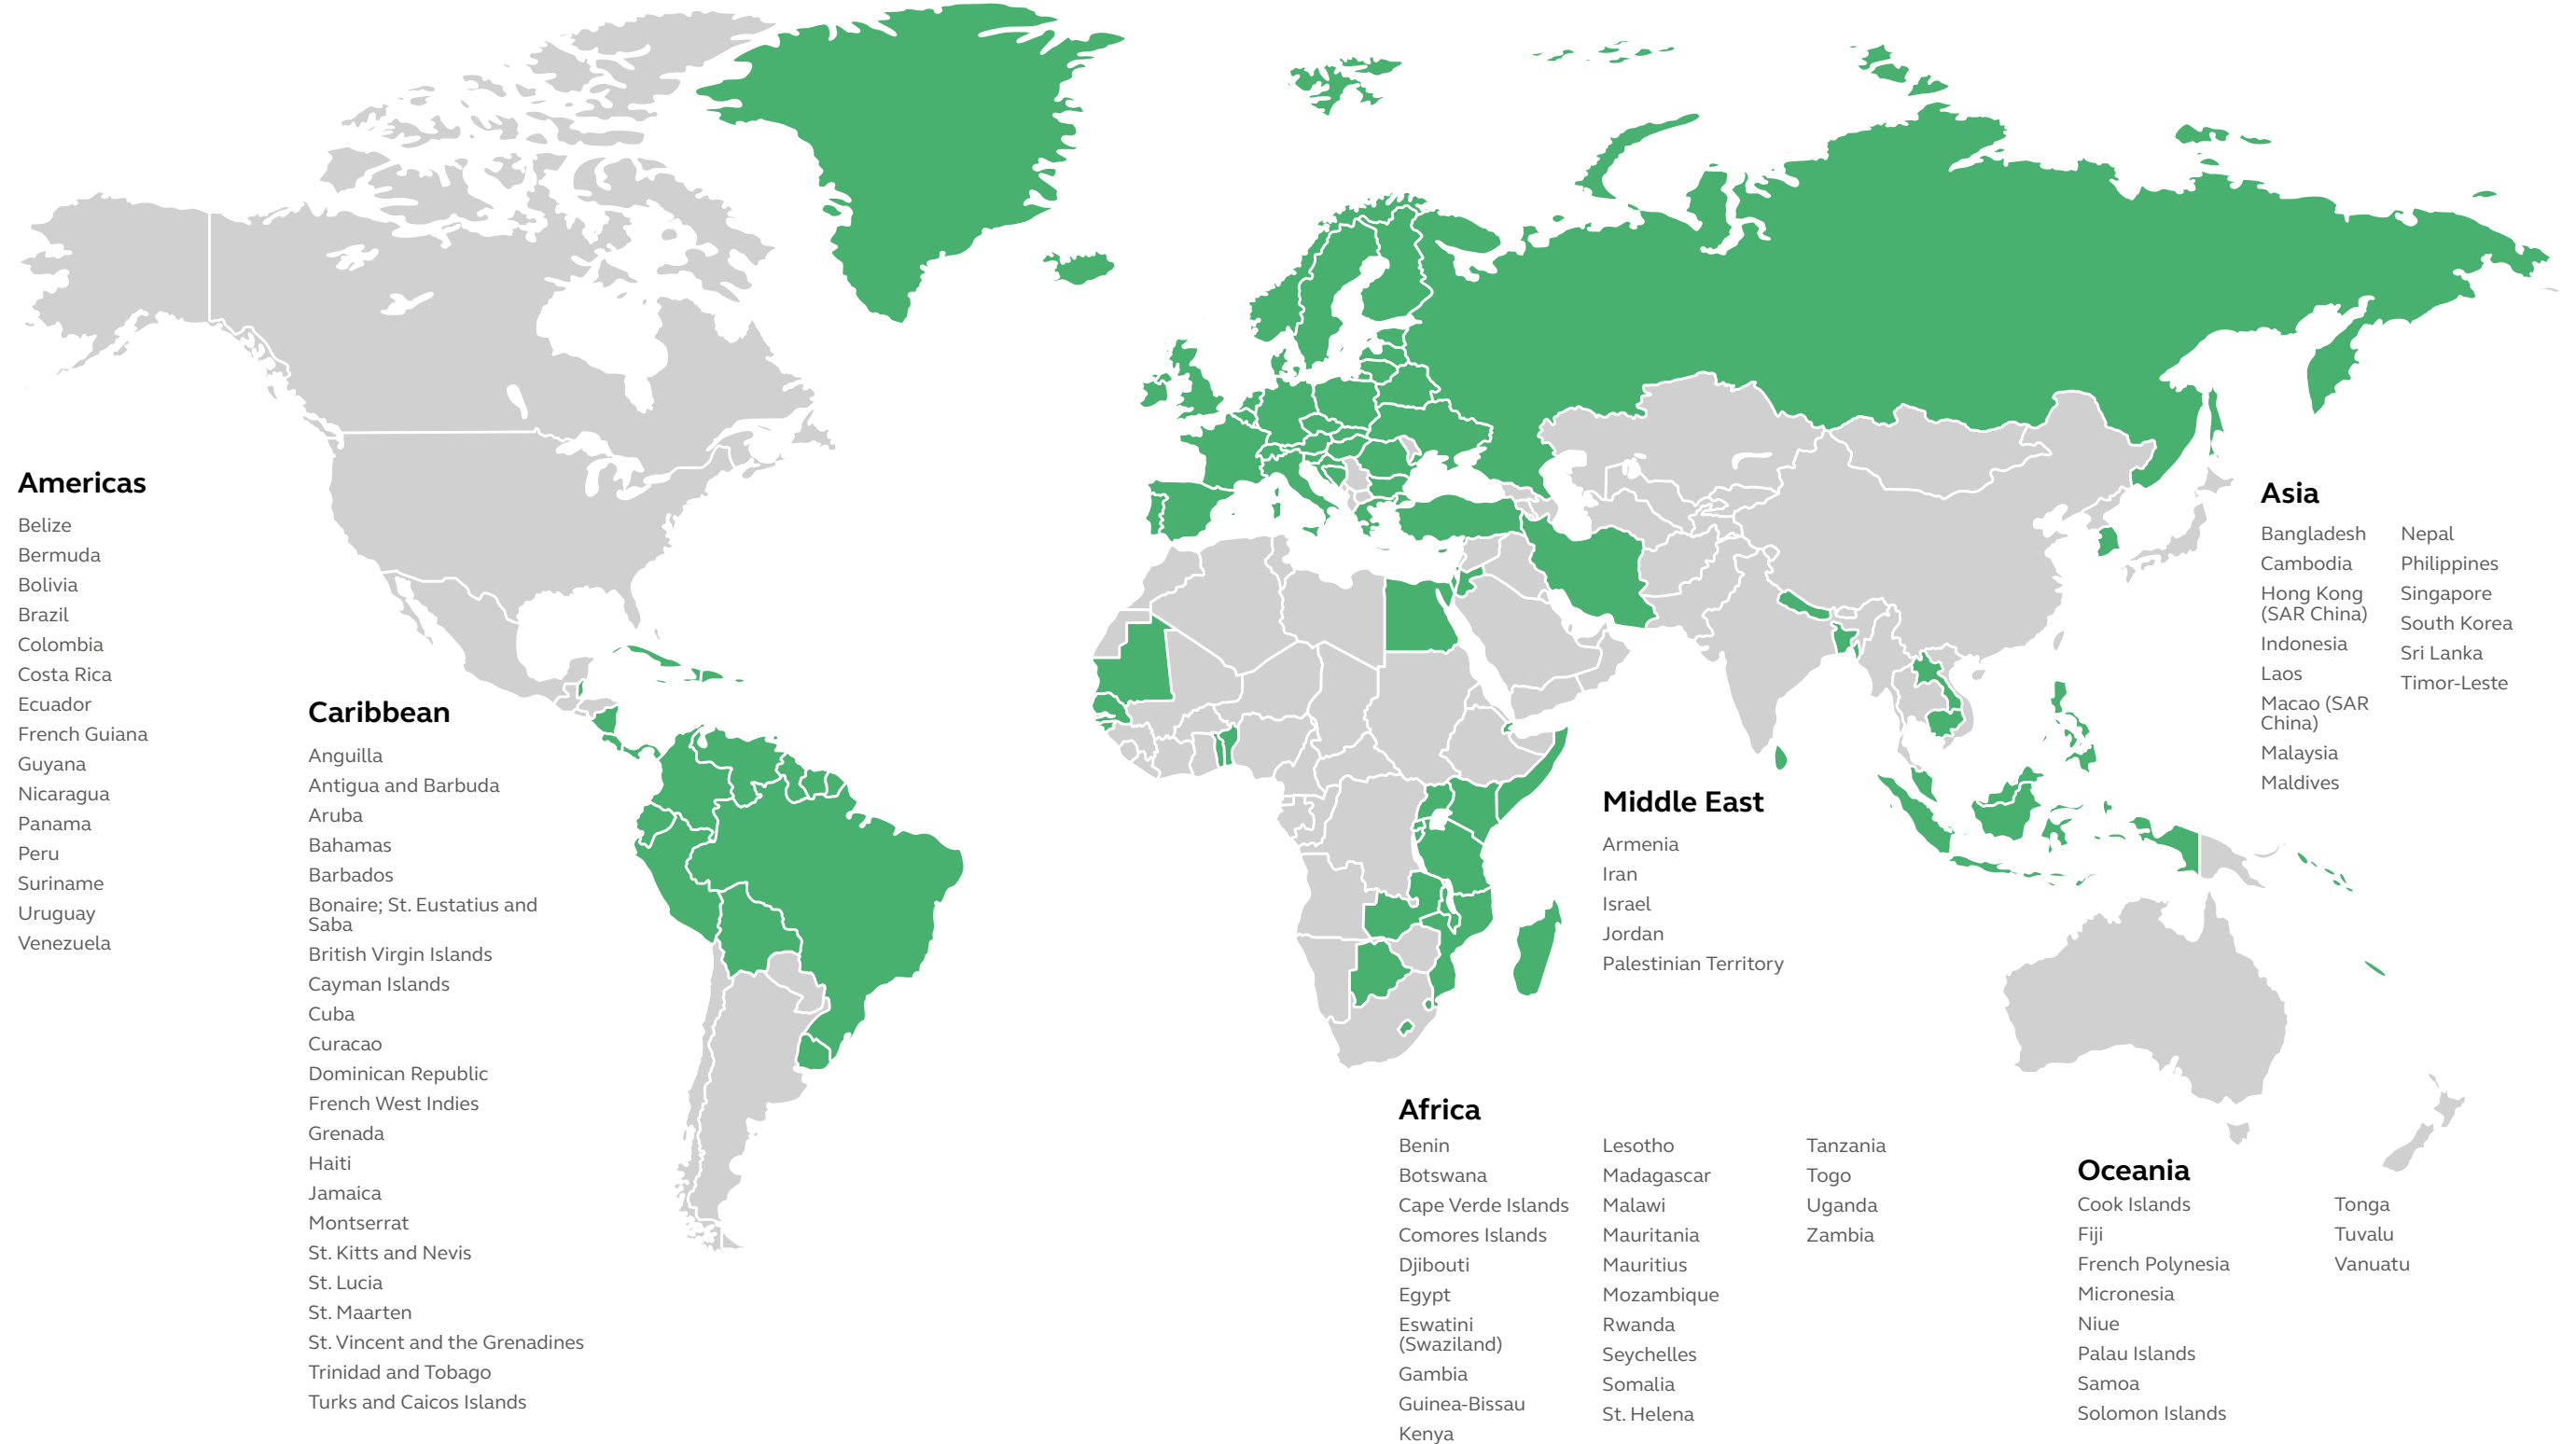 Americas
Belize
Bermuda
Bolivia
Brazil
Colombia
Costa Rica
Ecuador
French Guiana
Guyana
Nicaragua
Panama
Peru
Suriname
Uruguay
Venezuela
Caribbean
Anguilla
Antigua and Barbuda
Aruba
Bahamas
Barbados
Bonaire; St. Eustatius and
Saba
British Virgin Islands
Cayman Islands
Cuba
Curacao
Dominican Republic
French West Indies
Grenada
Haiti
Jamaica
Montserrat
St. Kitts and Nevis
St. Lucia
St. Maarten
St. Vincent and the Grenadines
Trinidad and Tobago
Turks and Caicos Islands
Middle East
Armenia
Iran
Israel
Jordan
Palestinian Territory
Africa
Benin
Botswana
Cape Verde Islands
Comores Islands
Djibouti
Egypt
Eswatini
(Swaziland)
Gambia
Guinea-Bissau
Kenya
Lesotho
Madagascar
Malawi
Mauritania
Mauritius
Mozambique
Rwanda
Seychelles
Somalia
St. Helena
Tanzania
Togo
Uganda
Zambia
Asia
Bangladesh
Cambodia
Hong Kong
(SAR China)
Indonesia
Laos
Macao (SAR
China)
Malaysia
Maldives
Nepal
Philippines
Singapore
South Korea
Sri Lanka
Timor-Leste
Oceania
Cook Islands
Fiji
French Polynesia
Micronesia
Niue
Palau Islands
Samoa
Solomon Islands
Tonga
Tuvalu
Vanuatu